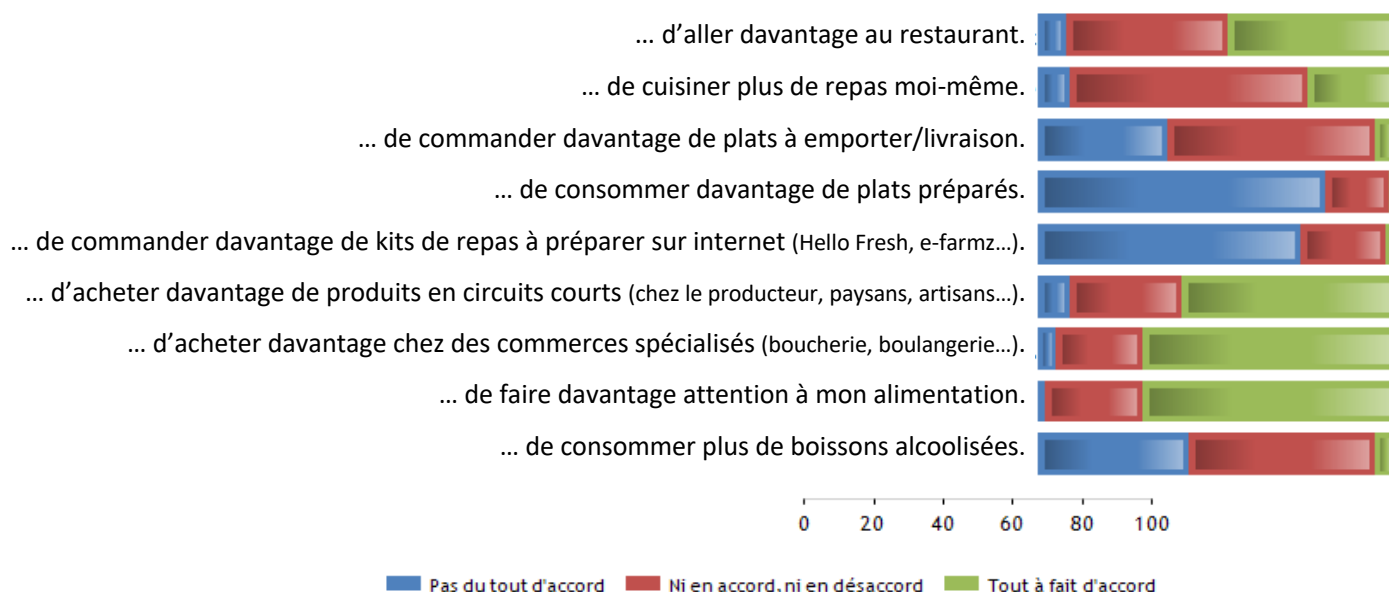 ... d'aller davantage au restaurant.
... de cuisiner plus de repas moi-même.
... de commander davantage de plats à emporter/livraison.
... de consommer davantage de plats préparés.
... de commander davantage de kits de repas à préparer sur internet (Hello Fresh, e-farmz...).
... d'acheter davantage de produits en circuits courts (chez le producteur, paysans, artisans...).
... d'acheter davantage chez des commerces spécialisés (boucherie, boulangerie...).
... de faire davantage attention à mon alimentation.
... de consommer plus de boissons alcoolisées.
0 20 40 60 80 100
Pas du tout d'accord Ni en accord, ni en désaccord Tout à fait d'accord